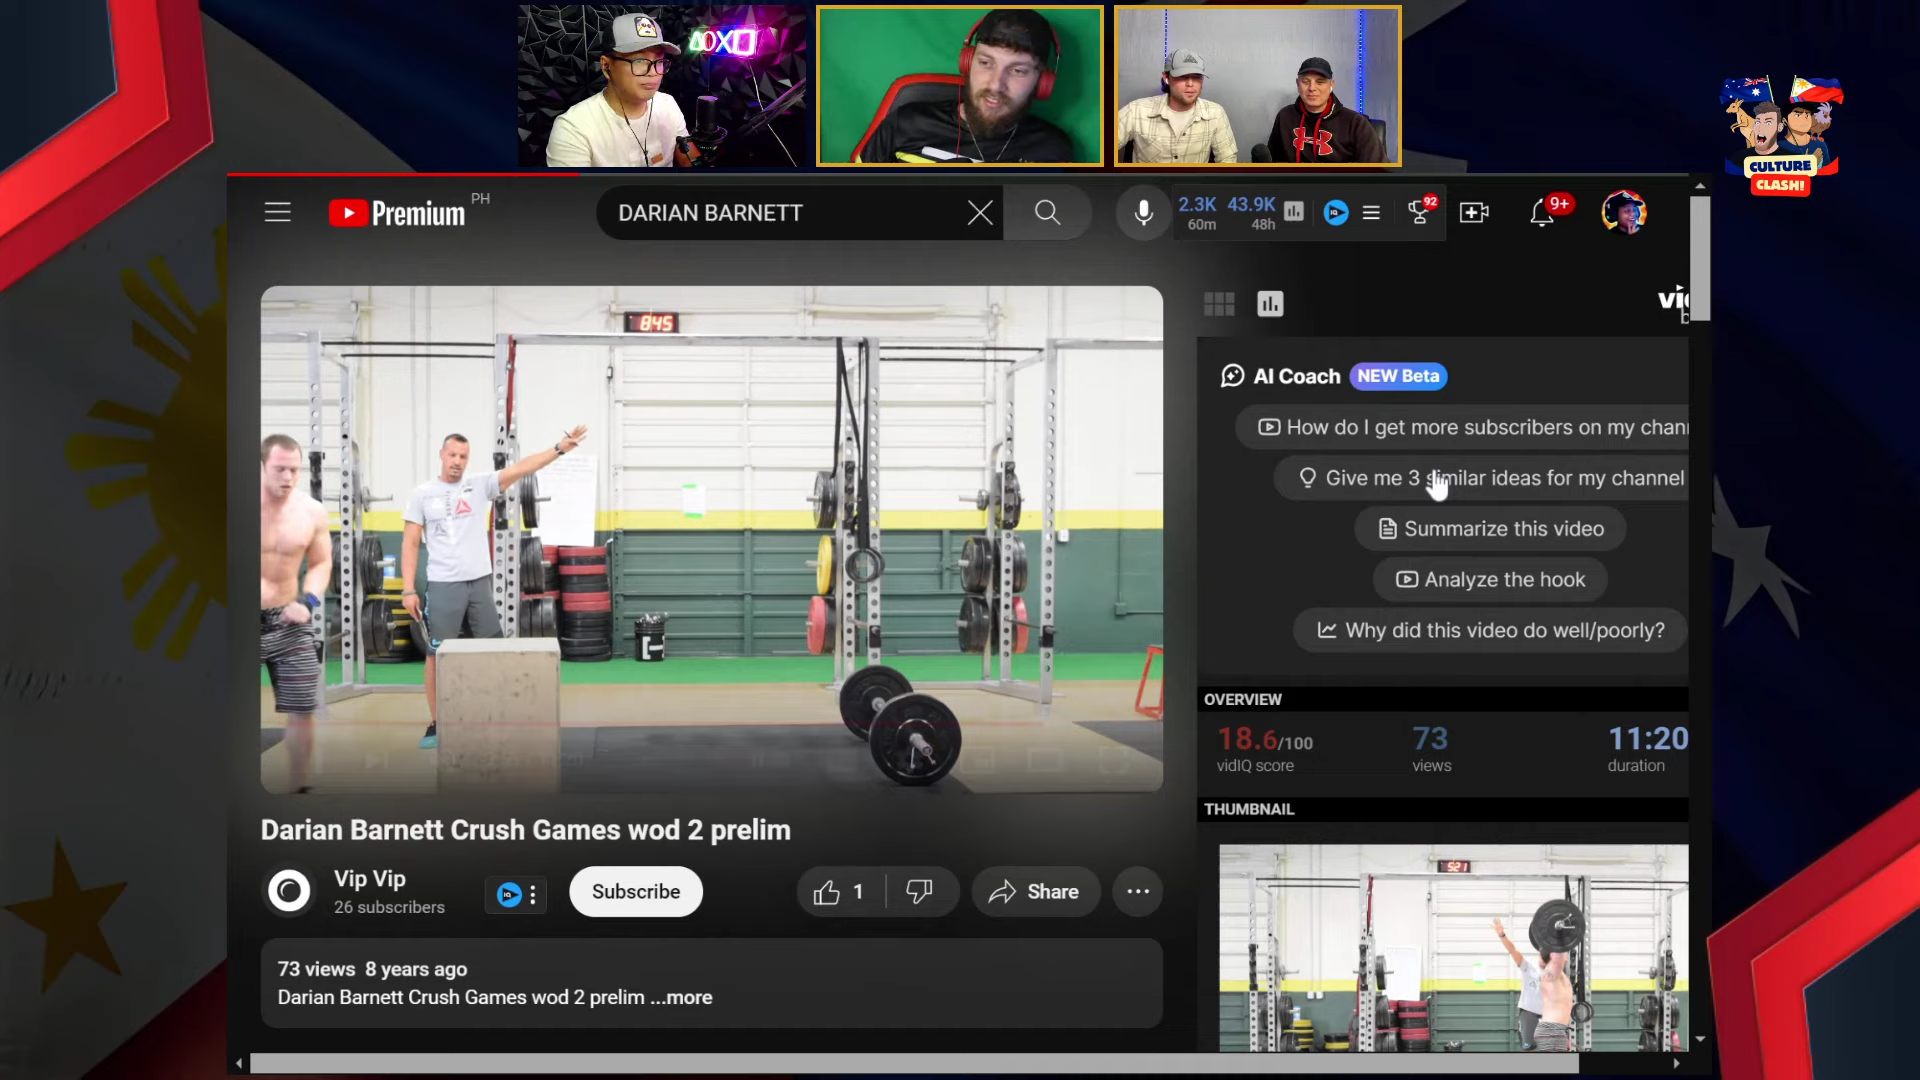 CULTURE
CLASH!
Premium
PH
DARIAN BARNETT
2.3K
60m
43.9K
48h
92
9+
845
AI Coach
NEW Beta
How do I get more subscribers on my chan
Give me 3 similar ideas for my channel
Summarize this video
Analyze the hook
Why did this video do well/poorly?
OVERVIEW
18.6/100
vidIQ score
73
views
11:20
duration
THUMBNAIL
521
Darian Barnett Crush Games wod 2 prelim
Vip Vip
26 subscribers
Subscribe
1
Share
73 views 8 years ago
Darian Barnett Crush Games wod 2 prelim ...more